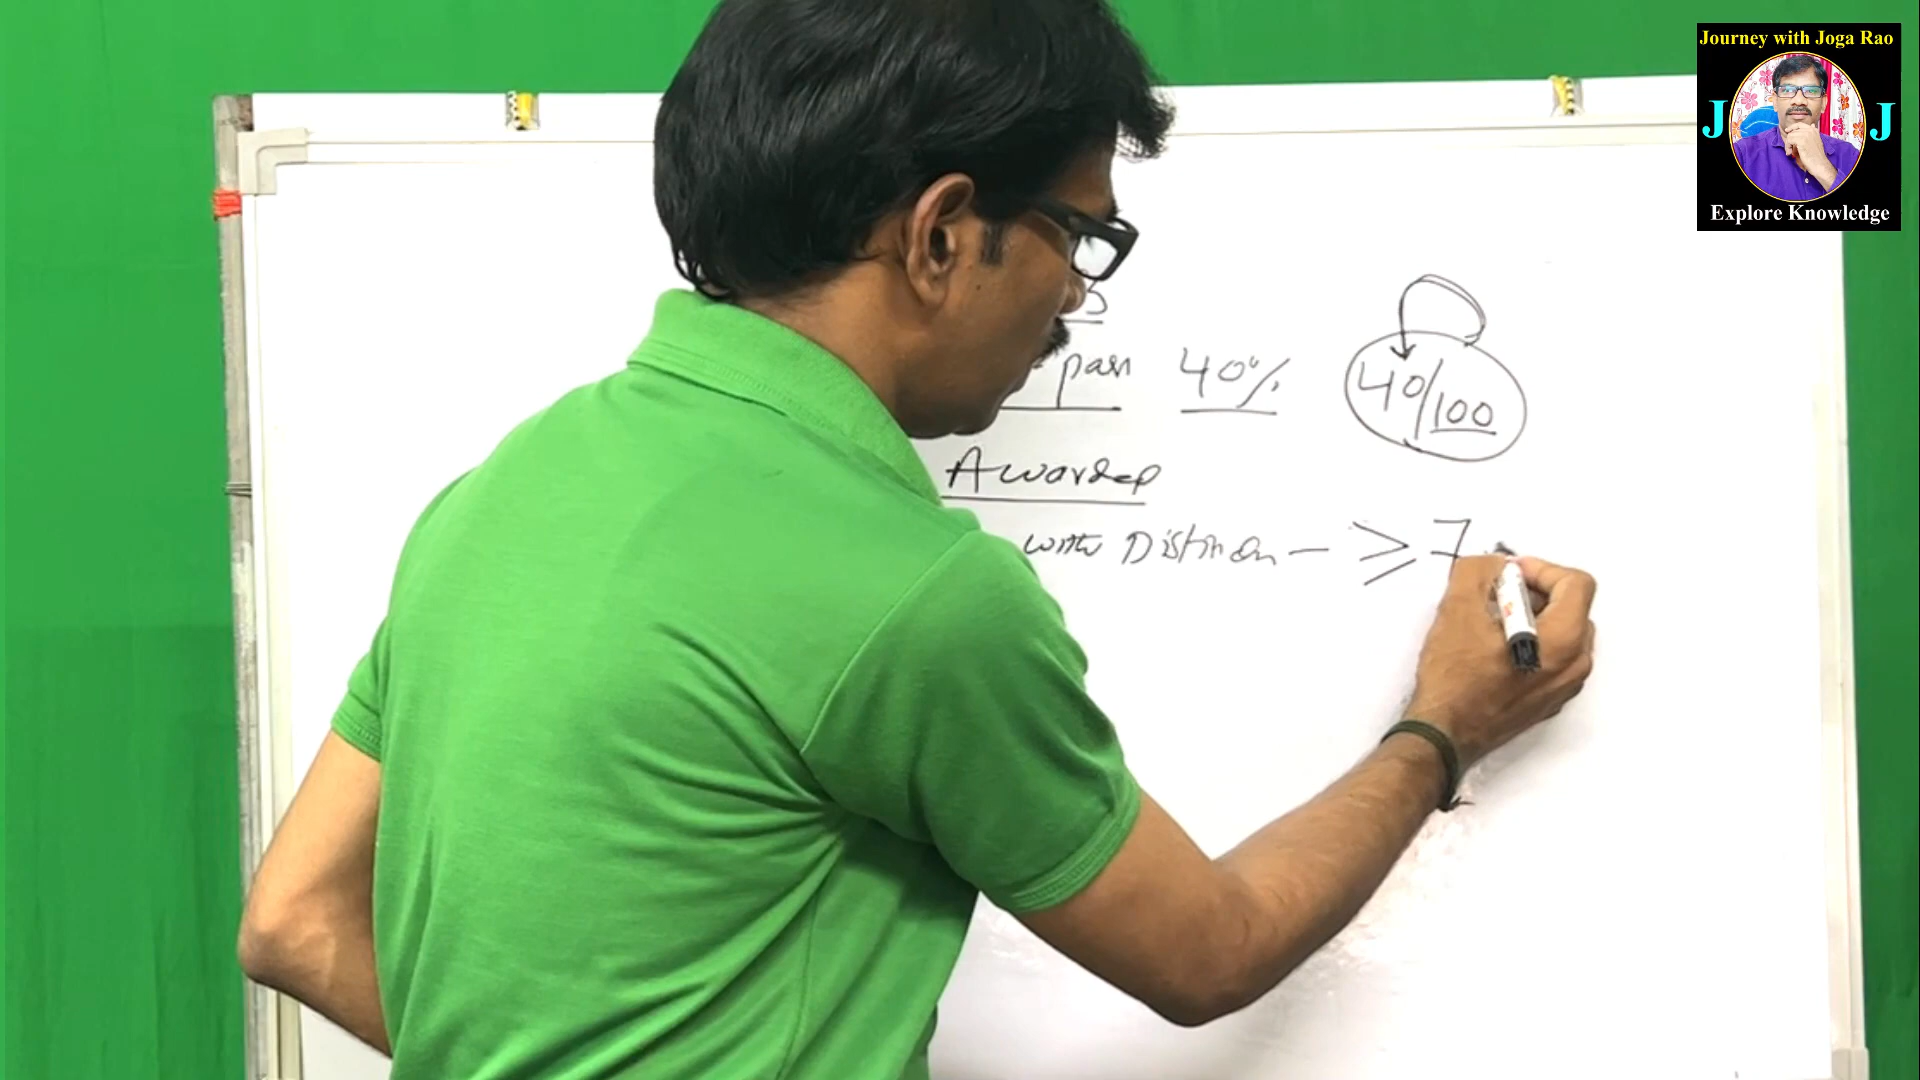 Journey with Joga Rao
J J
Explore Knowledge
pass 40% 40/100
Awarded
with Distinction — ≥ 7